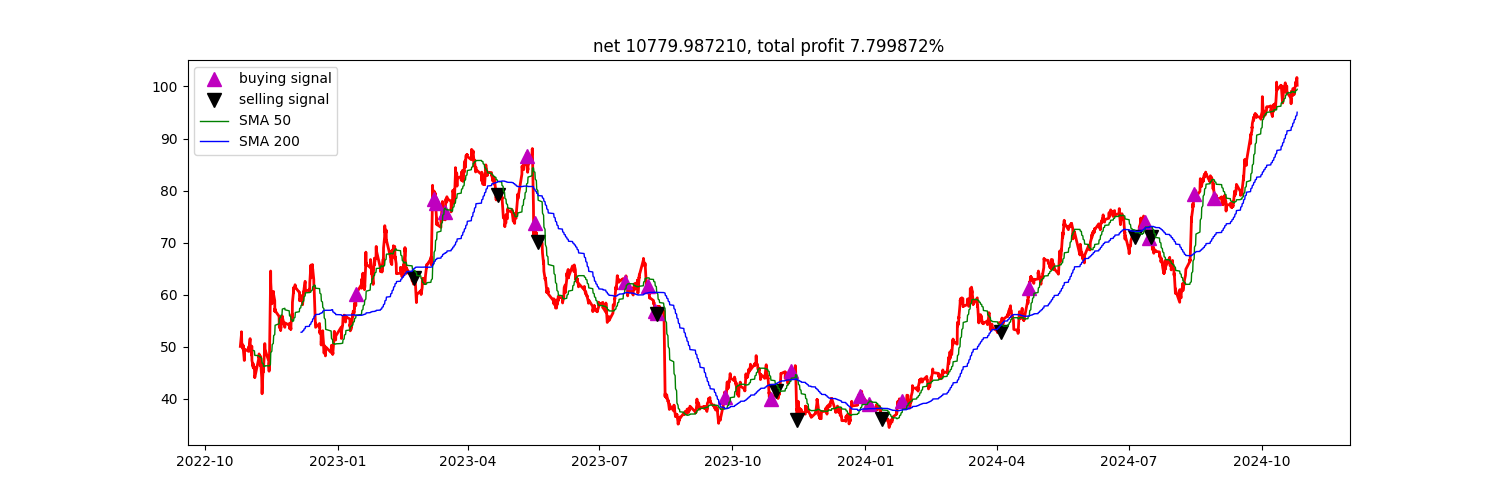 net 10779.987210, total profit 7.799872%
buying signal
selling signal
SMA 50
SMA 200
100
90
80
70
60
50
40
2022-10 2023-01 2023-04 2023-07 2023-10 2024-01 2024-04 2024-07 2024-10